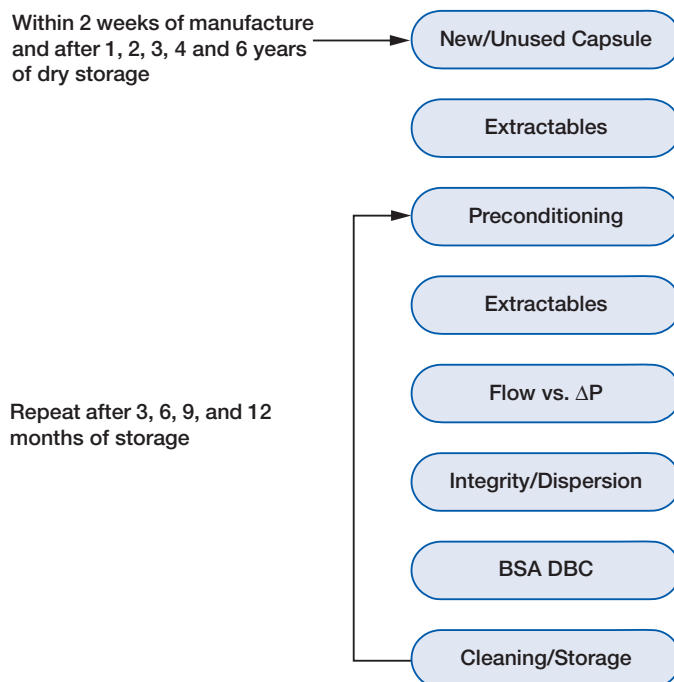 Within 2 weeks of manufacture
and after 1, 2, 3, 4 and 6 years
of dry storage
New/Unused Capsule
Extractables
Preconditioning
Extractables
Flow vs. ΔP
Repeat after 3, 6, 9, and 12
months of storage
Integrity/Dispersion
BSA DBC
Cleaning/Storage